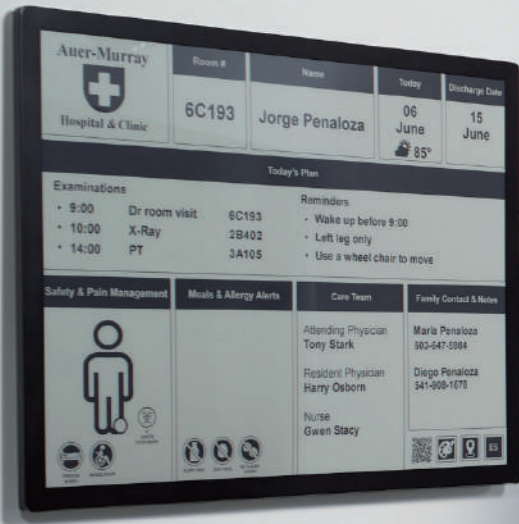 Auer-Murray
Hospital & Clinic
Room #
6C193
Name
Jorge Penaloza
Today
06
June
85°
Discharge Date
15
June
Today's Plan
Examinations
• 9:00 Dr room visit 6C193
• 10:00 X-Ray 2B402
• 14:00 PT 3A105
Reminders
• Wake up before 9:00
• Left leg only
• Use a wheel chair to move
Safety & Pain Management
Meals & Allergy Alerts
Care Team
Attending Physician
Tony Stark
Resident Physician
Harry Osborn
Nurse
Gwen Stacy
Family Contact & Notes
Maria Penaloza
503-647-5984
Diego Penaloza
541-908-1676
ES